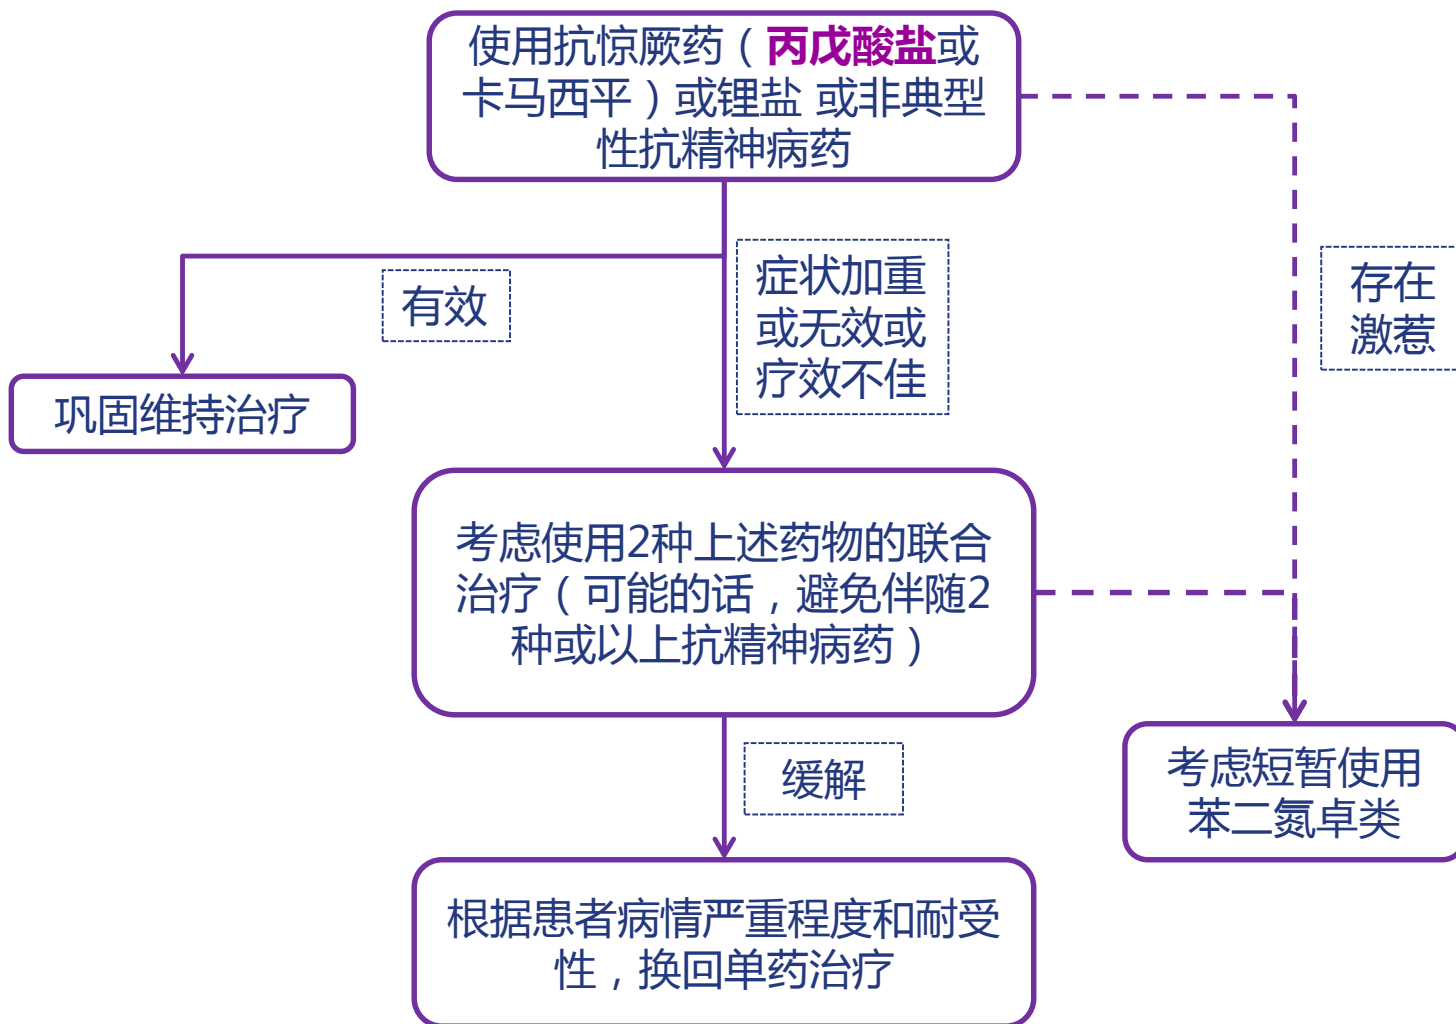 使用抗惊厥药（丙戊酸盐或
卡马西平）或锂盐 或非典型
性抗精神病药
有效
症状加重
或无效或
疗效不佳
存在
激惹
巩固维持治疗
考虑使用2种上述药物的联合
治疗（可能的话，避免伴随2
种或以上抗精神病药）
缓解
考虑短暂使用
苯二氮卓类
根据患者病情严重程度和耐受
性，换回单药治疗